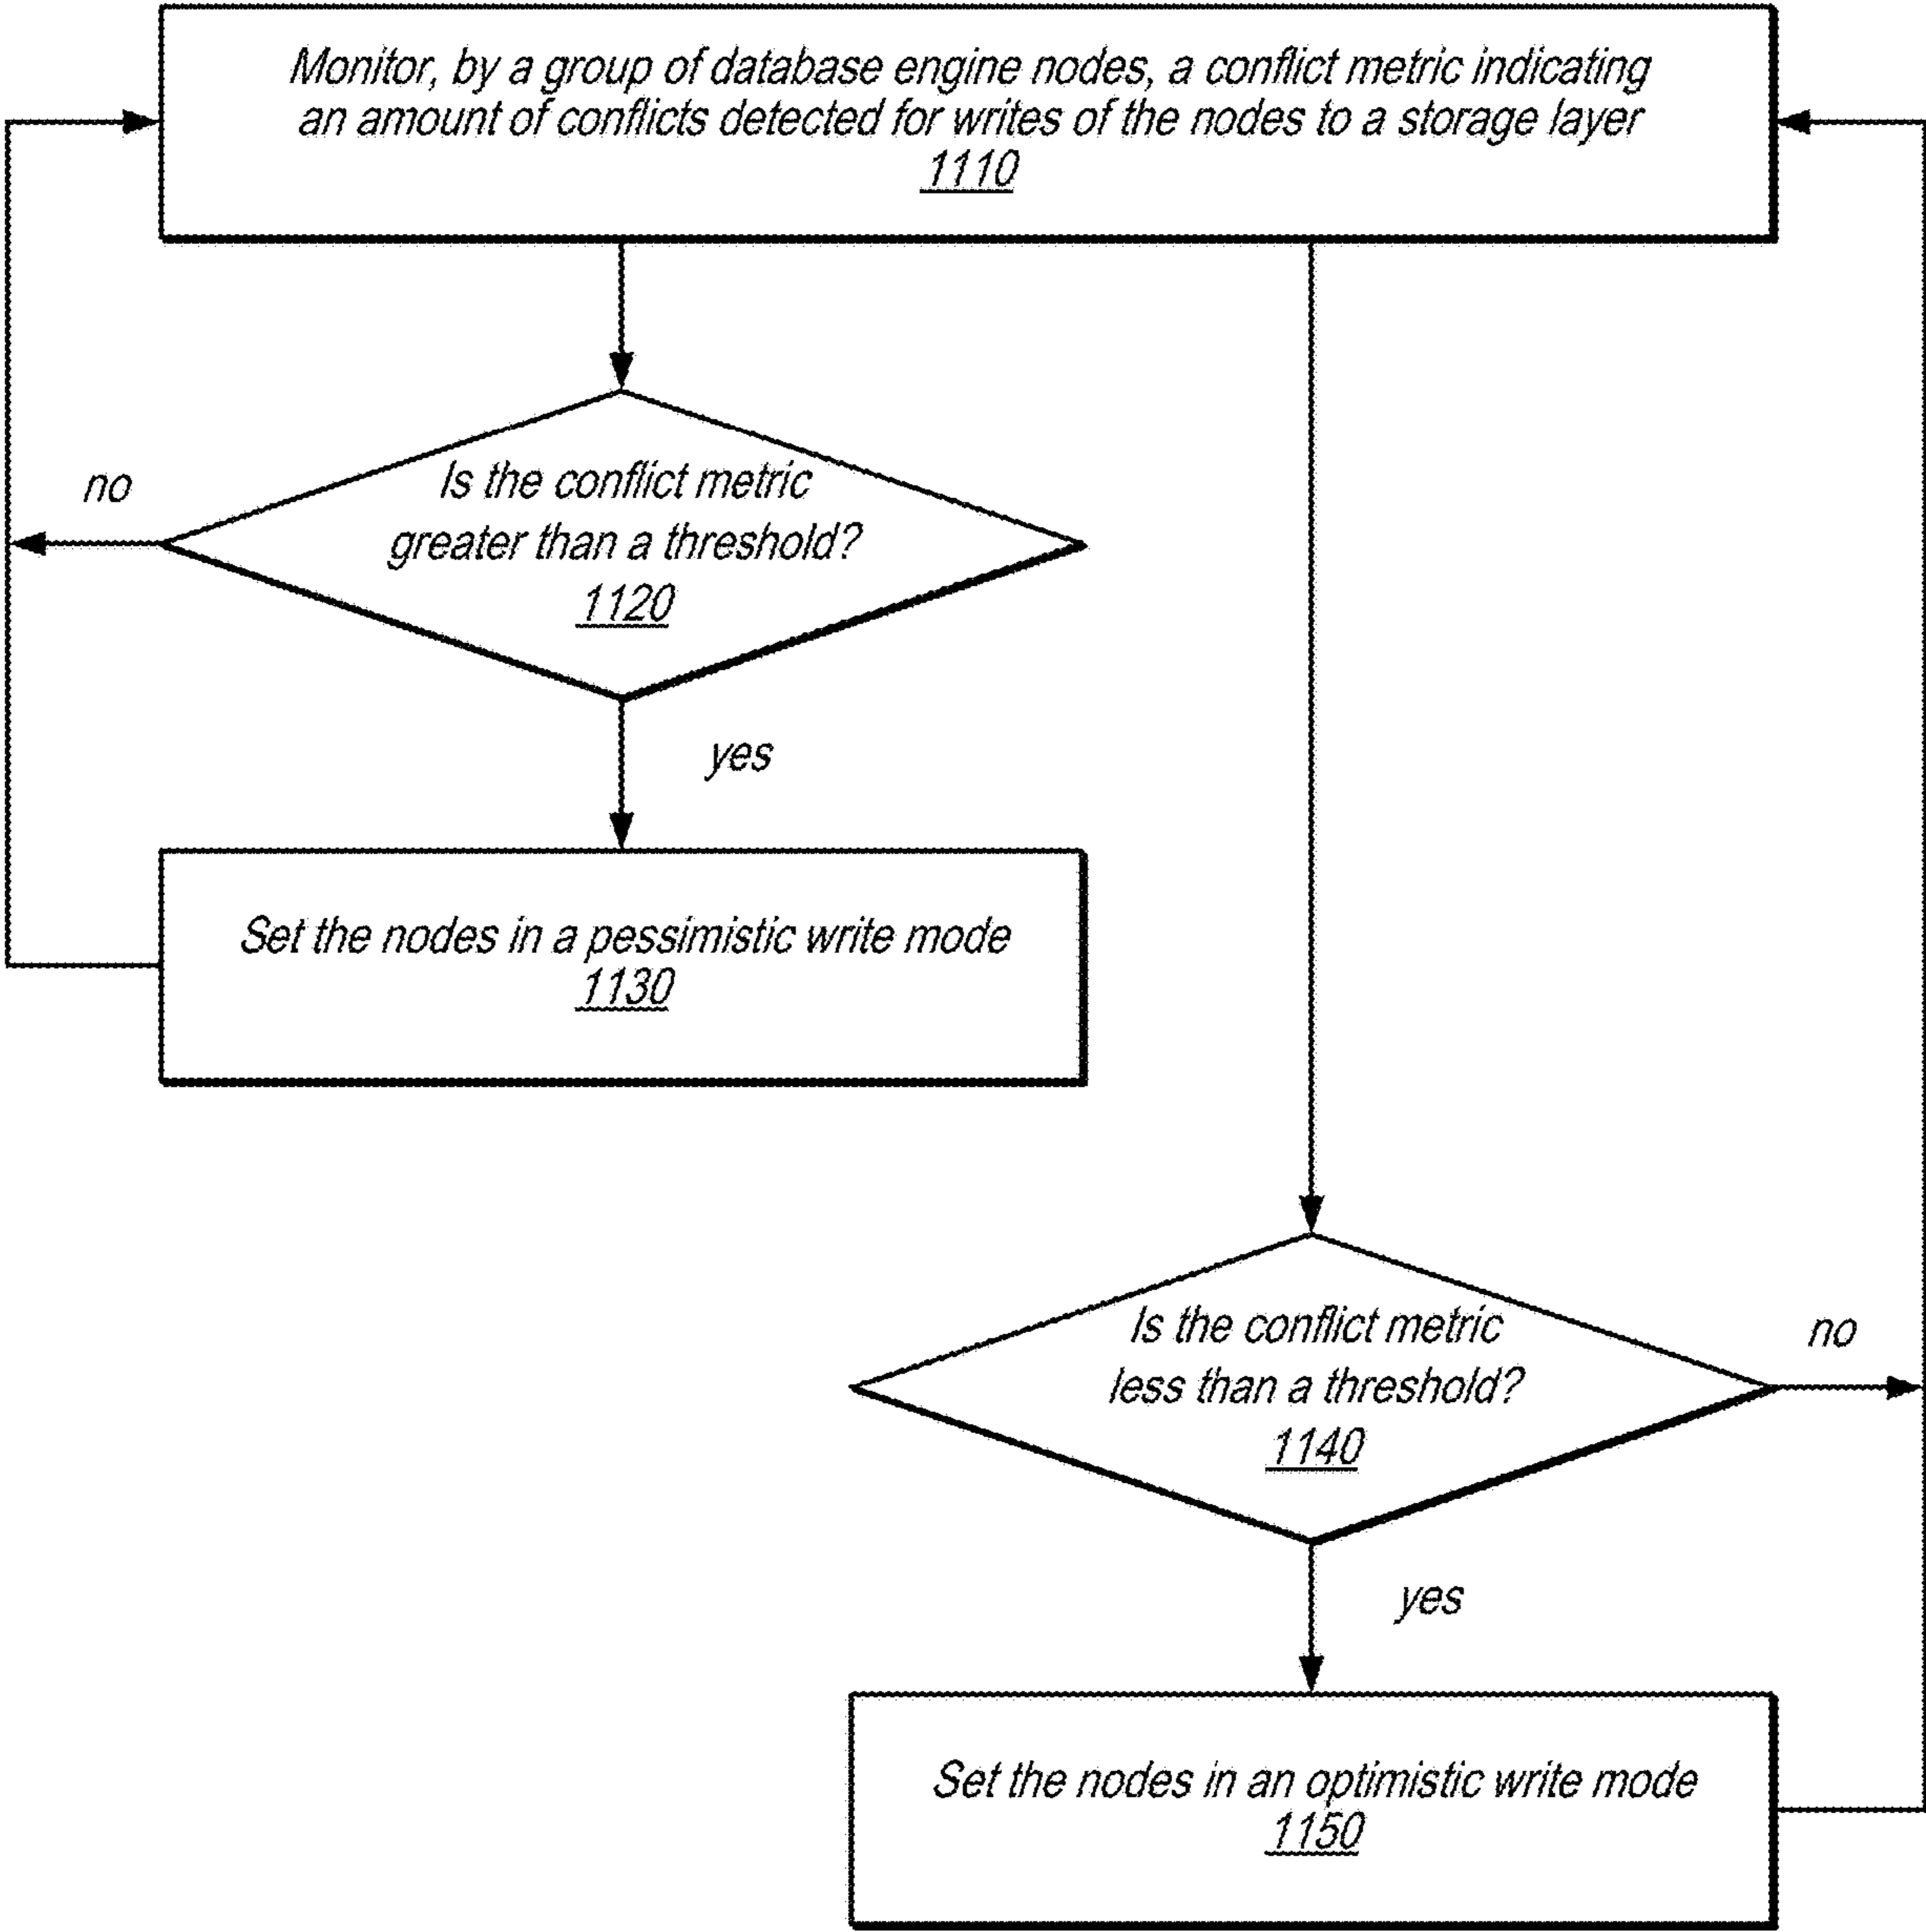 Monitor, by a group of database engine nodes, a conflict metric indicating
an amount of conflicts detected for writes of the nodes to a storage layer
1110
Is the conflict metric
greater than a threshold?
1120
no
yes
Set the nodes in a pessimistic write mode
1130
Is the conflict metric
less than a threshold?
1140
no
yes
Set the nodes in an optimistic write mode
1150